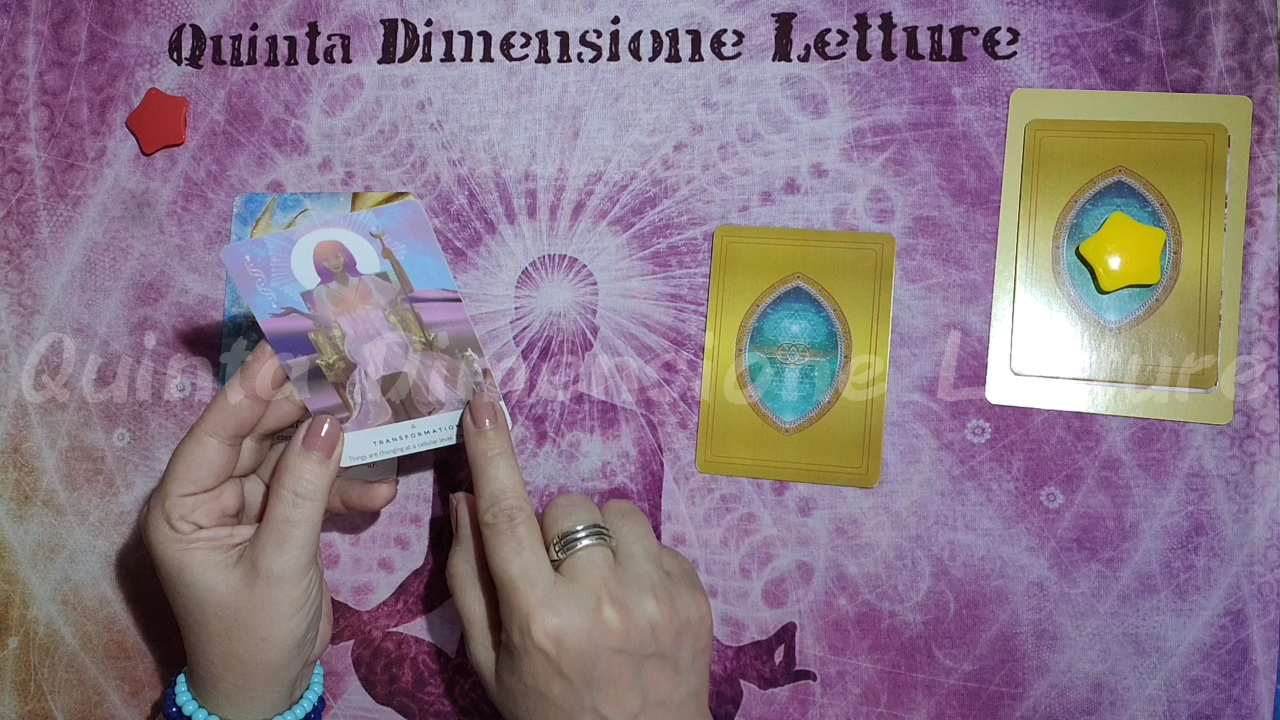 Quinta Dimensione Letture
Quinta Dimensione Letture
TRANSFORMATION
Things are changing at a cellular level